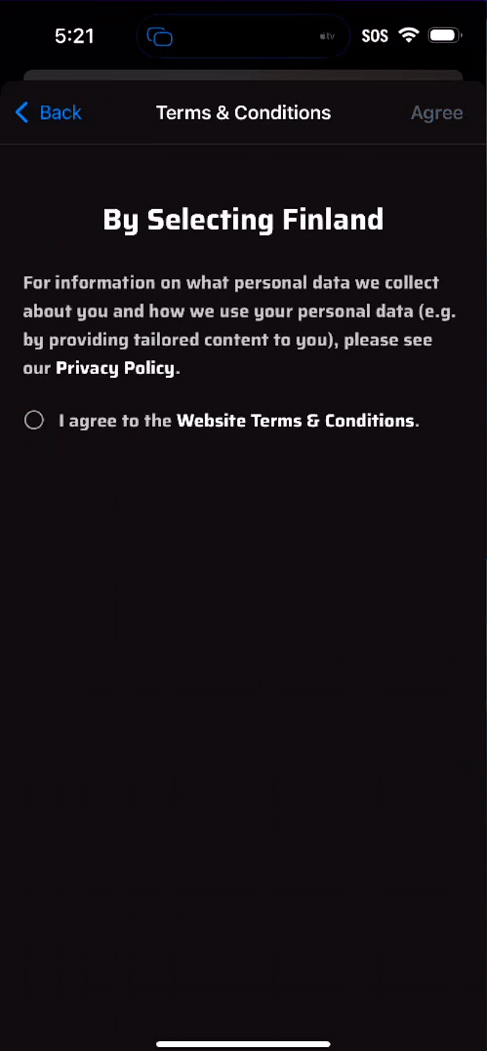 5:21
tv
SOS
Back
Terms & Conditions
Agree
By Selecting Finland
For information on what personal data we collect
about you and how we use your personal data (e.g.
by providing tailored content to you), please see
our Privacy Policy.
I agree to the Website Terms & Conditions.